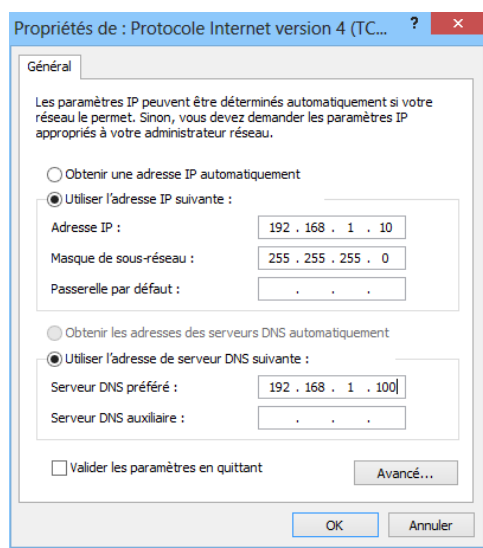 Propriétés de : Protocole Internet version 4 (TC... ? ×
Général
Les paramètres IP peuvent être déterminés automatiquement si votre
réseau le permet. Sinon, vous devez demander les paramètres IP
appropriés à votre administrateur réseau.
Obtenir une adresse IP automatiquement
Utiliser l'adresse IP suivante :
Adresse IP : 192 . 168 . 1 . 10
Masque de sous-réseau : 255 . 255 . 255 . 0
Passerelle par défaut : . . .
Obtenir les adresses des serveurs DNS automatiquement
Utiliser l'adresse de serveur DNS suivante :
Serveur DNS préféré : 192 . 168 . 1 . 100
Serveur DNS auxiliaire : . . .
Valider les paramètres en quittant
Avancé...
OK Annuler